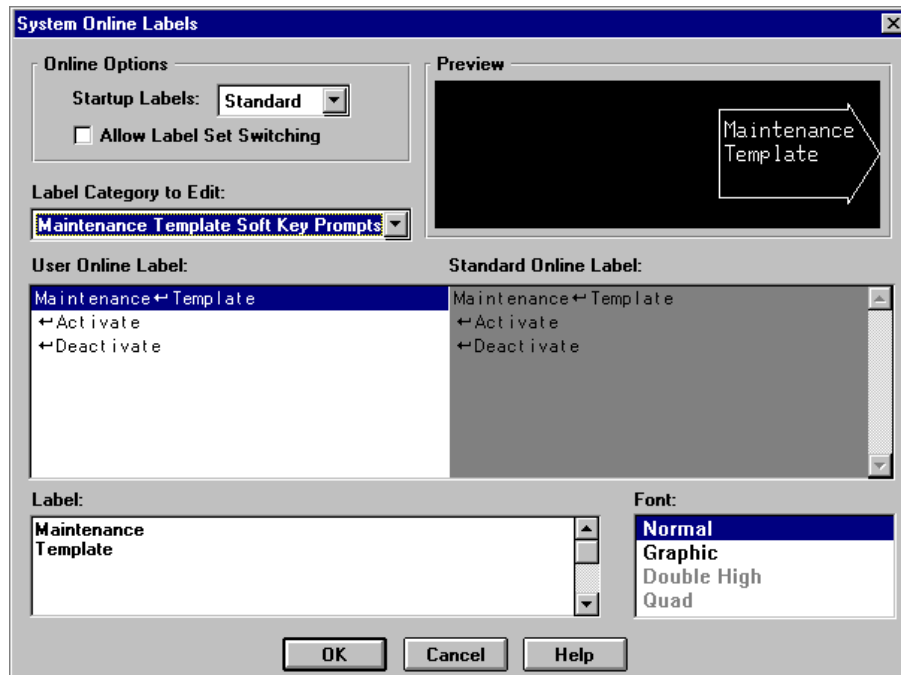 System Online Labels
Online Options
Startup Labels: Standard
Allow Label Set Switching
Preview
Maintenance
Template
Label Category to Edit:
Maintenance Template Soft Key Prompts
User Online Label:
Standard Online Label:
Maintenance↵Template
↵Activate
↵Deactivate
Maintenance↵Template
↵Activate
↵Deactivate
Label:
Maintenance
Template
Font:
Normal
Graphic
Double High
Quad
OK
Cancel
Help